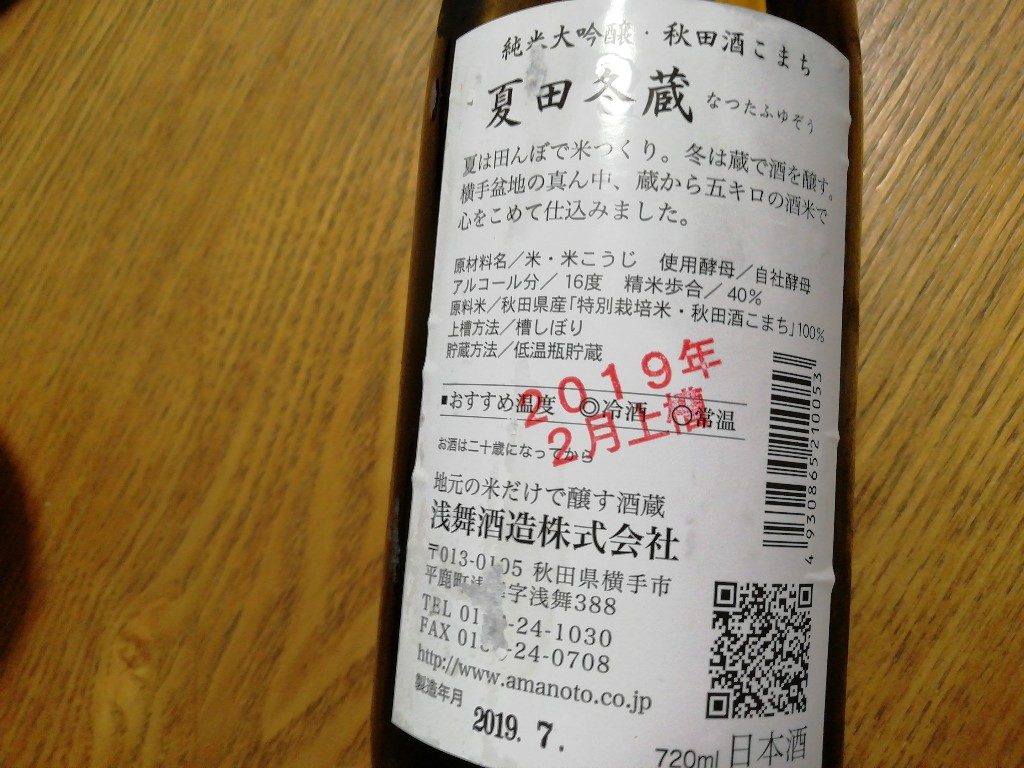 純米大吟醸・秋田酒こまち
夏田冬蔵 なつたふゆぞう
夏は田んぼで米つくり。冬は蔵で酒を醸す。
横手盆地の真ん中、蔵から五キロの酒米で
心をこめて仕込みました。
原材料名／米・米こうじ　使用酵母／自社酵母
アルコール分／16度　精米歩合／40%
原料米／秋田県産「特別栽培米・秋田酒こまち」100%
上槽方法／槽しぼり
貯蔵方法／低温瓶貯蔵
2019年
2月上槽
■おすすめ温度　◎冷酒　○常温
お酒は二十歳になってから
地元の米だけで醸す酒蔵
浅舞酒造株式会社
〒013-0105 秋田県横手市
平鹿町浅 字浅舞388
TEL 01 -24-1030
FAX 01 -24-0708
http://www.amanoto.co.jp
製造年月
2019. 7.
720ml 日本酒
4930865210053